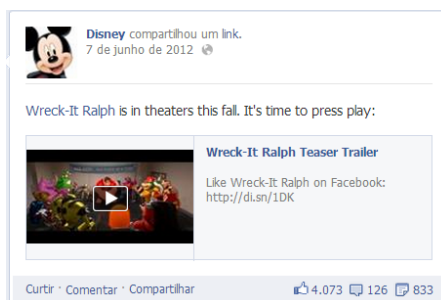 Disney compartilhou um link.
7 de junho de 2012
Wreck-It Ralph is in theaters this fall. It's time to press play:
Wreck-It Ralph Teaser Trailer
Like Wreck-It Ralph on Facebook:
http://di.sn/1DK
Curtir · Comentar · Compartilhar 4.073 126 833